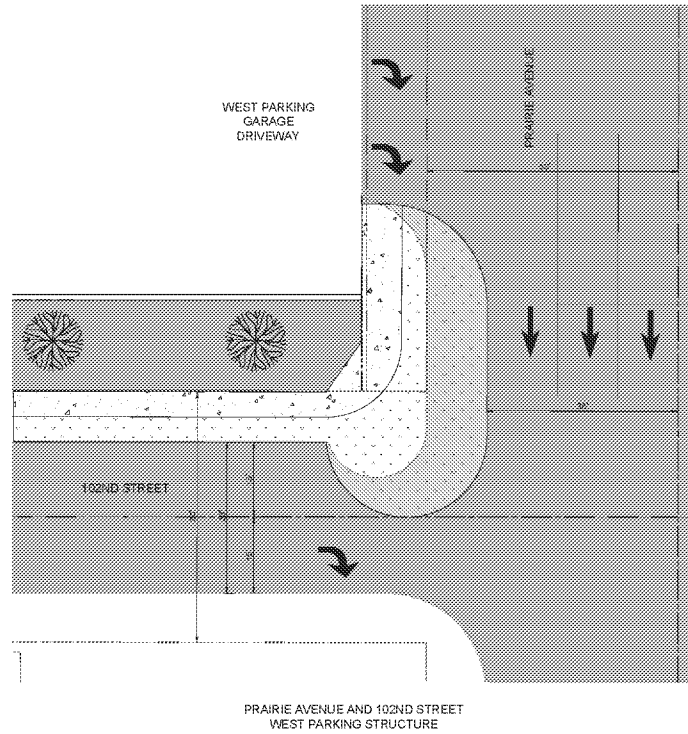 WEST PARKING
GARAGE
DRIVEWAY
PRAIRIE AVENUE
102ND STREET
PRAIRIE AVENUE AND 102ND STREET
WEST PARKING STRUCTURE